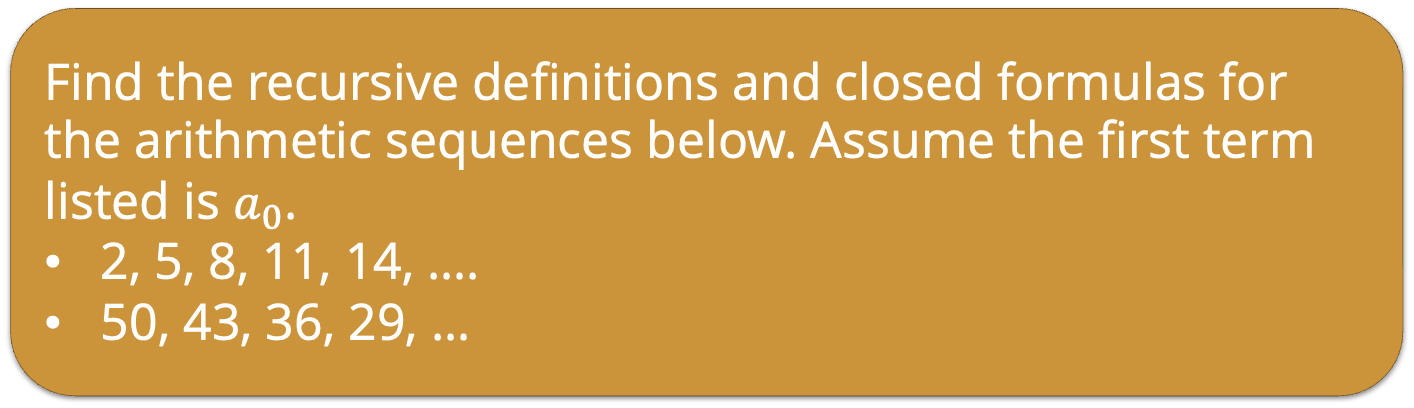 Find the recursive definitions and closed formulas for
the arithmetic sequences below. Assume the first term
listed is a₀.
• 2, 5, 8, 11, 14, ....
• 50, 43, 36, 29, ...